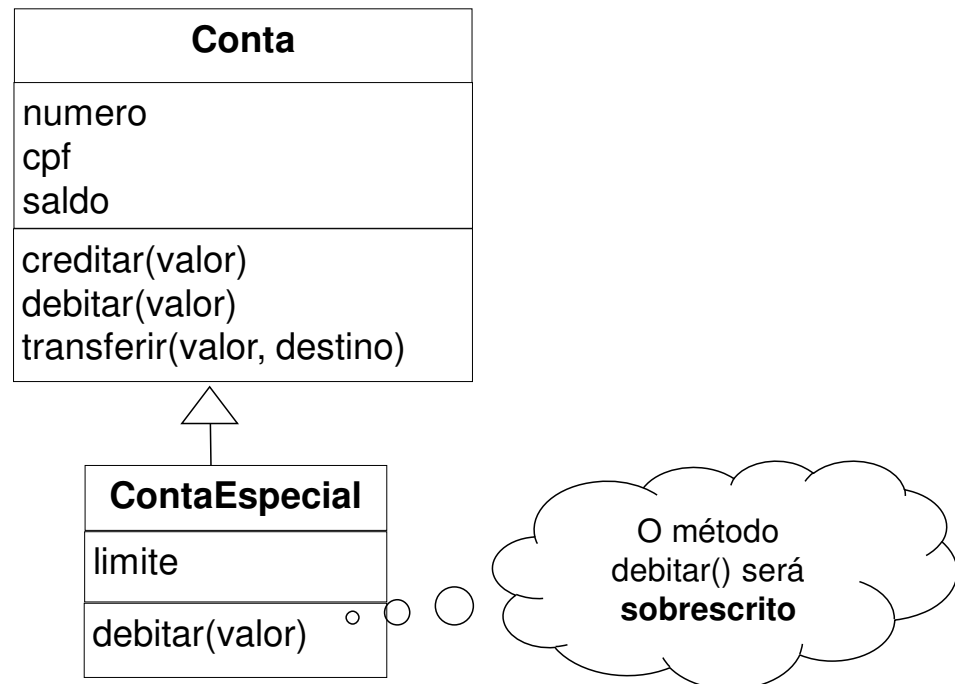 Conta
numero
cpf
saldo
creditar(valor)
debitar(valor)
transferir(valor, destino)
ContaEspecial
limite
debitar(valor)
O método
debitar() será
sobrescrito